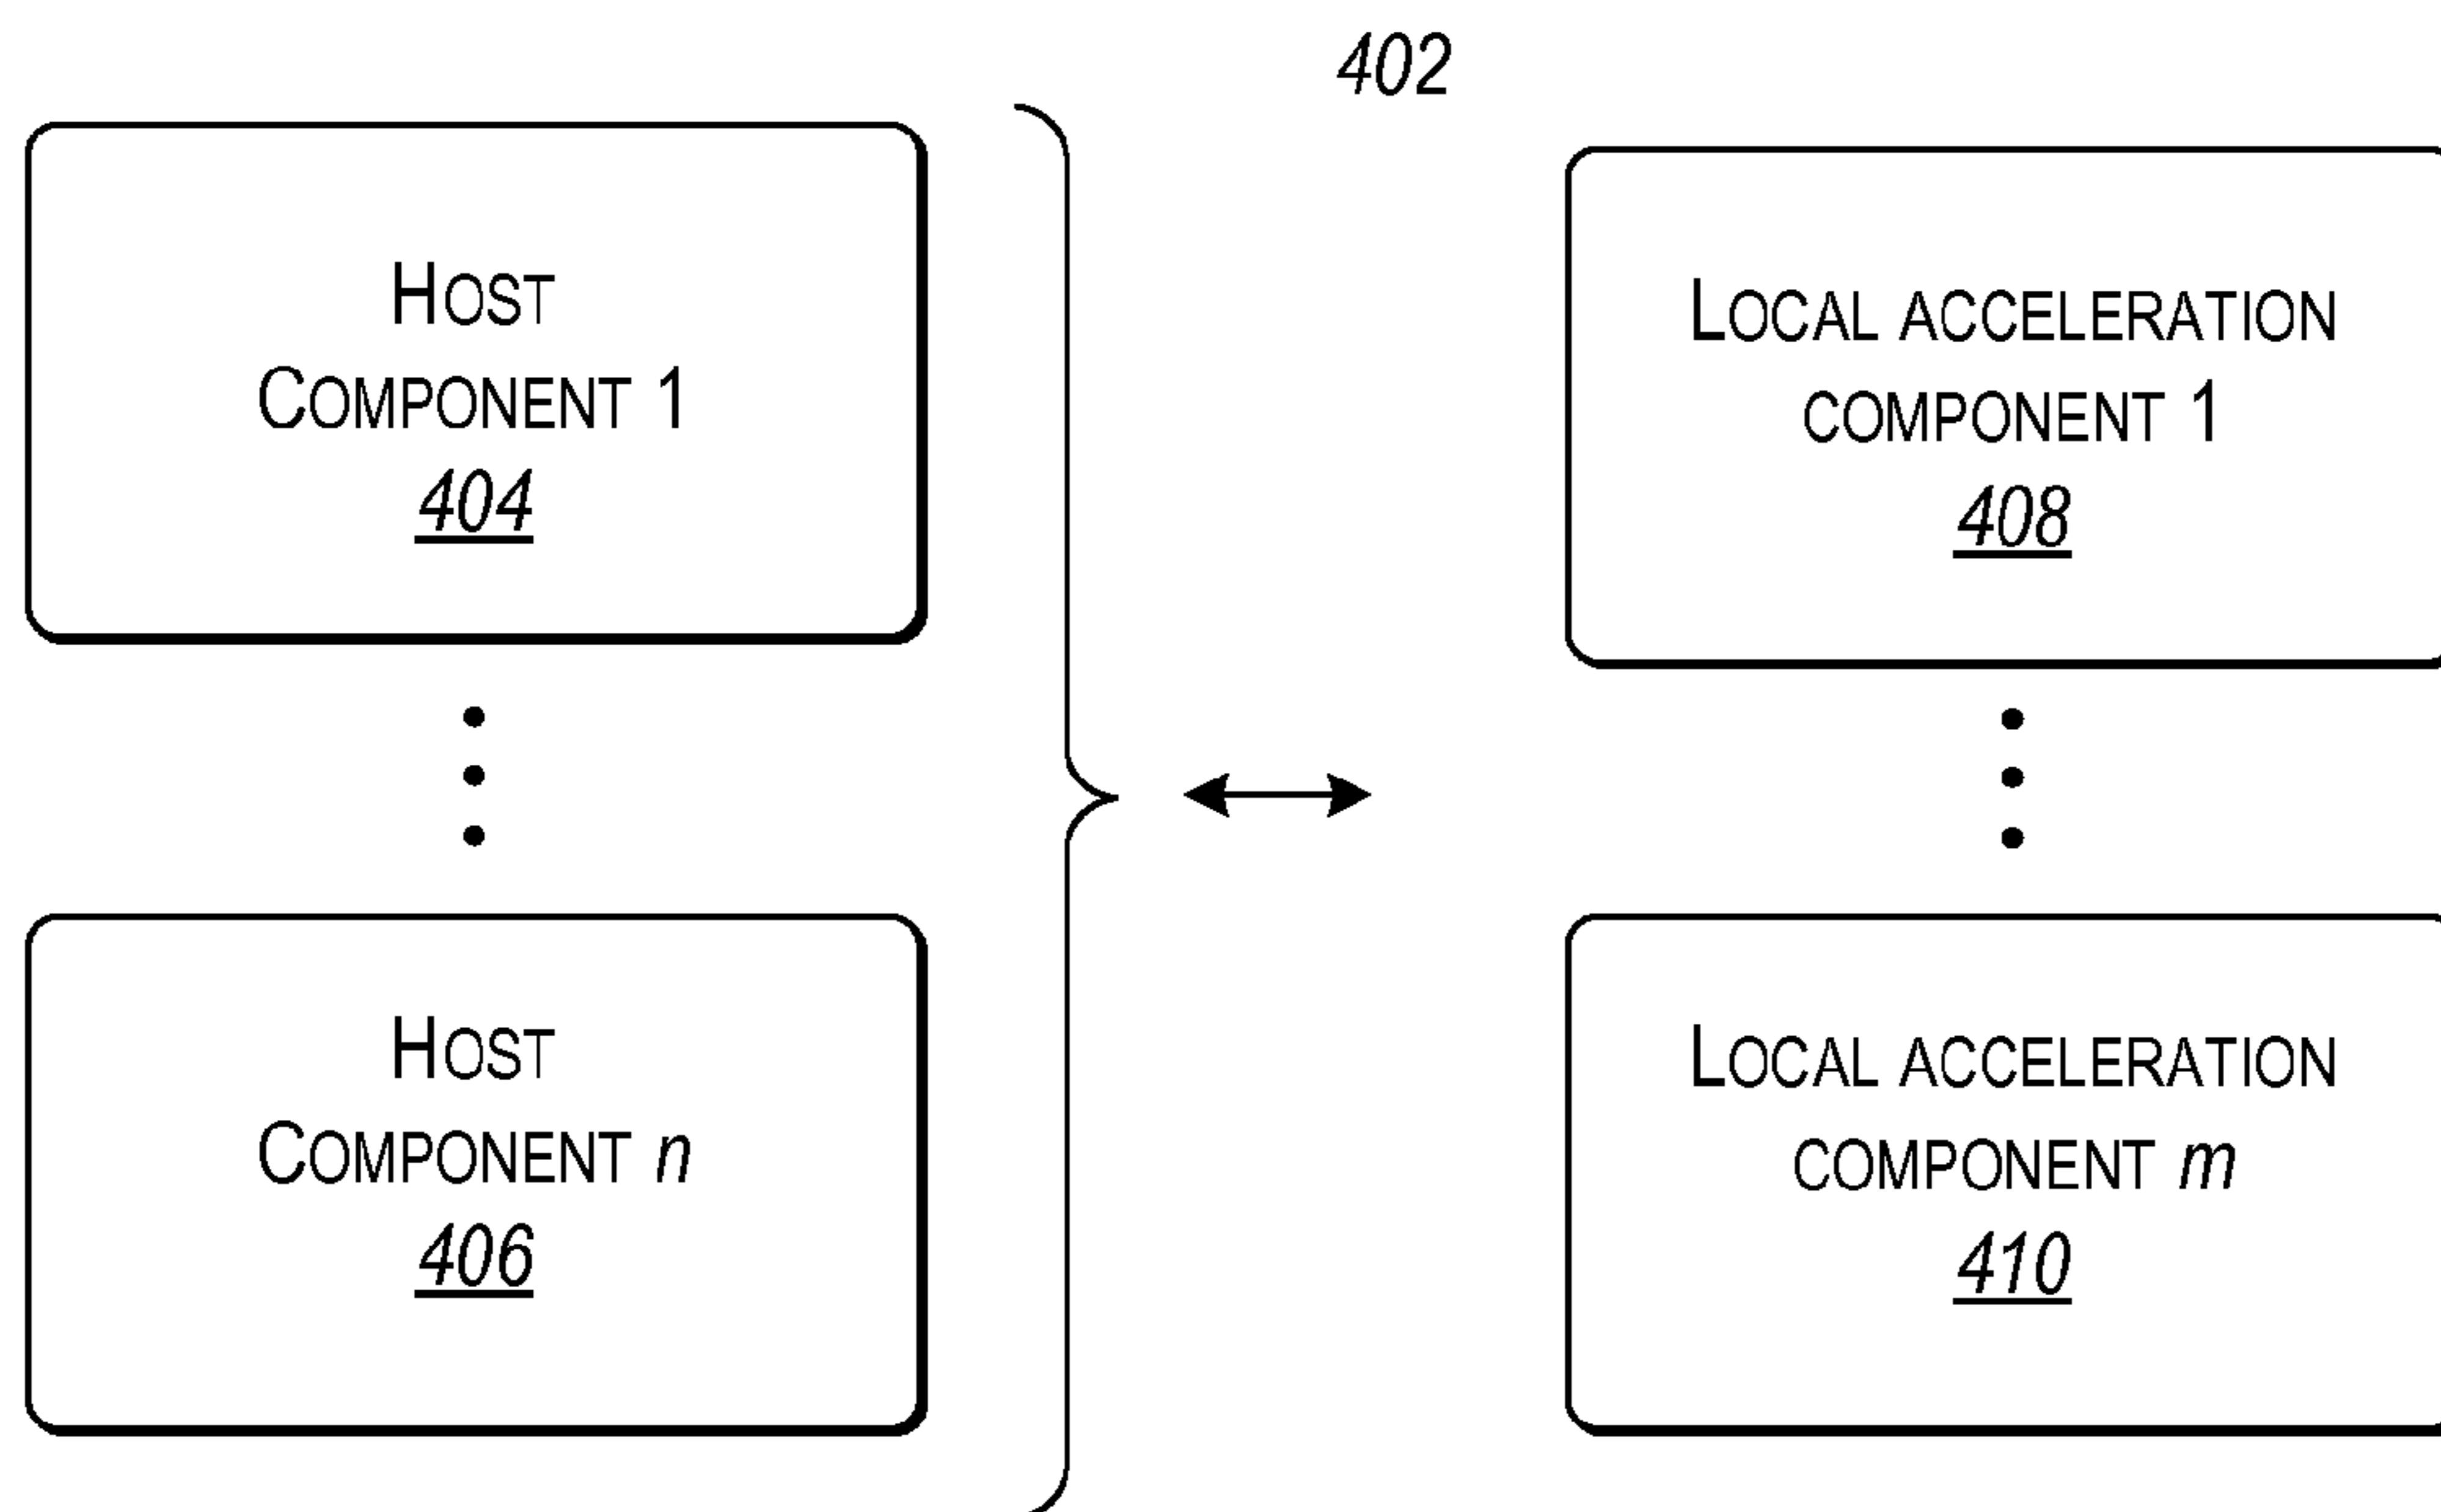 402
HOST
COMPONENT 1
404
LOCAL ACCELERATION
COMPONENT 1
408
HOST
COMPONENT n
406
LOCAL ACCELERATION
COMPONENT m
410